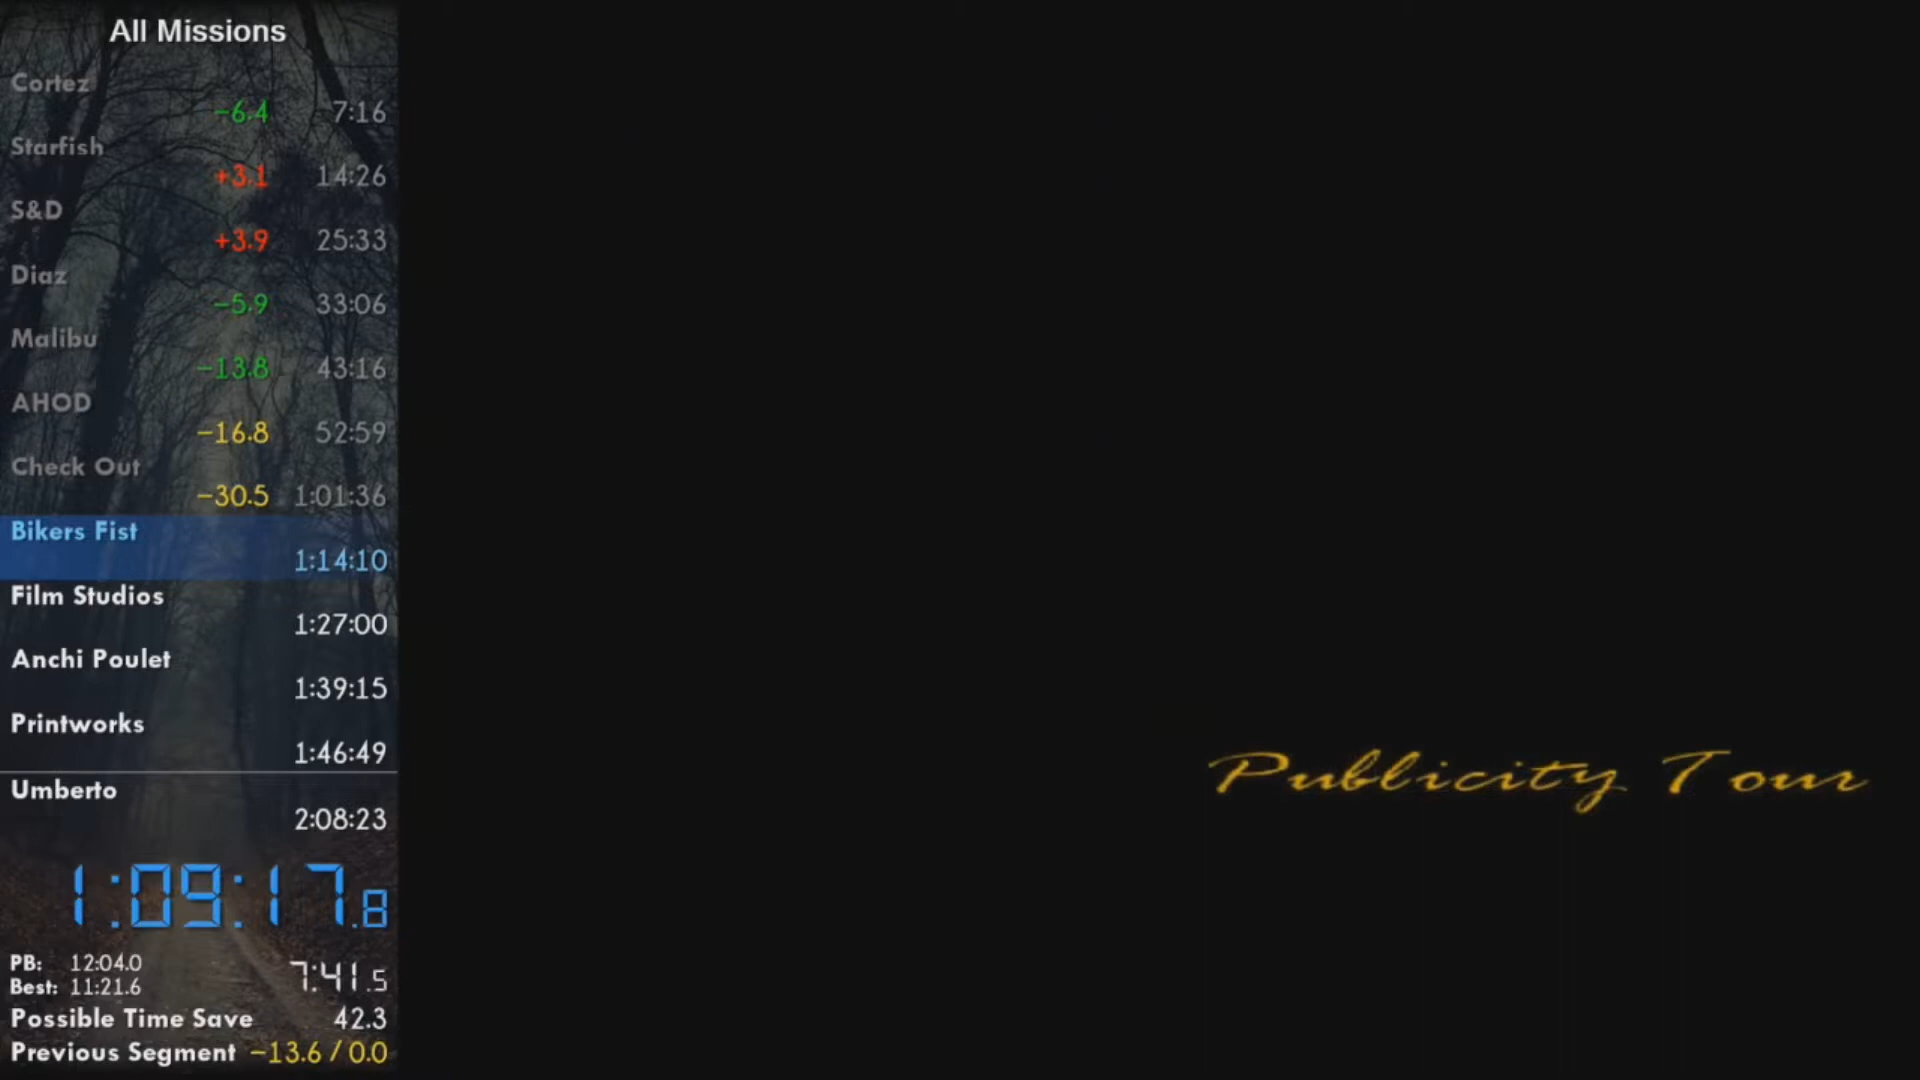 All Missions
Cortez
−6.4 7:16
Starfish
+3.1 14:26
S&D
+3.9 25:33
Diaz
−5.9 33:06
Malibu
−13.8 43:16
AHOD
−16.8 52:59
Check Out
−30.5 1:01:36
Bikers Fist
1:14:10
Film Studios
1:27:00
Anchi Poulet
1:39:15
Printworks
1:46:49
Umberto
2:08:23
1:09:17.8
PB: 12:04.0
Best: 11:21.6
7:41.5
Possible Time Save 42.3
Previous Segment −13.6 / 0.0
Publicity Tour